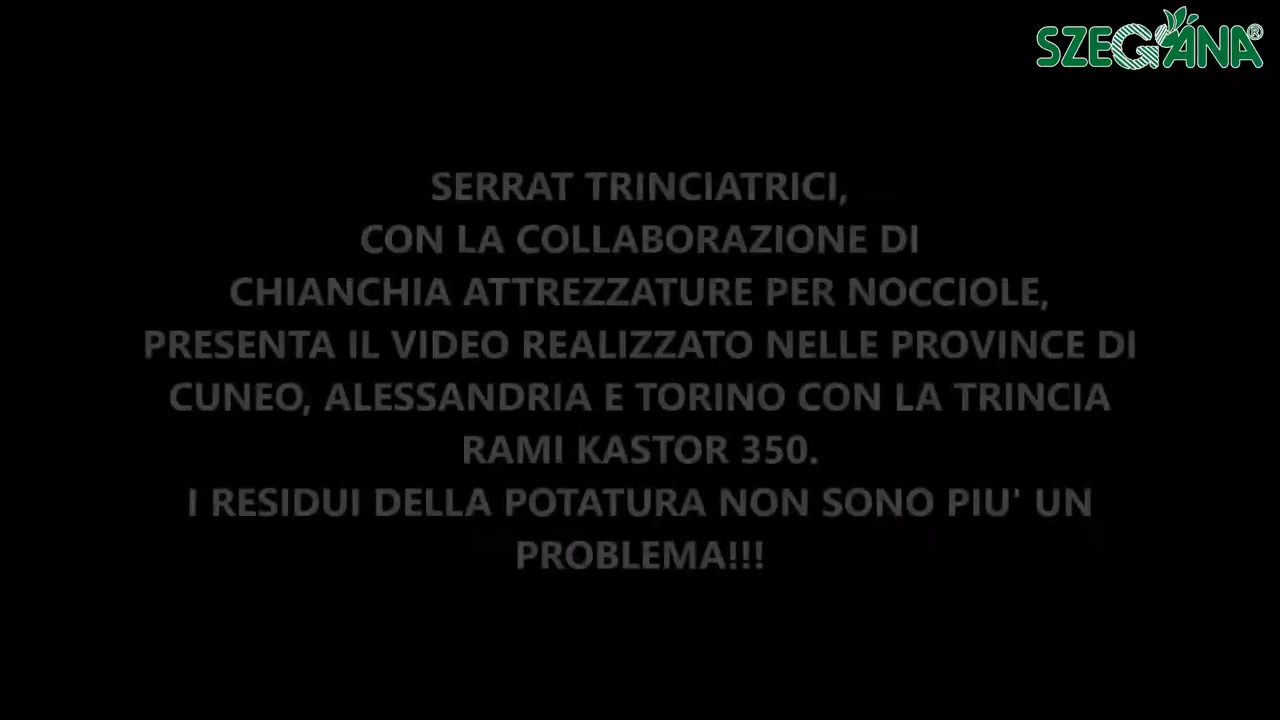 SZEGÁNA®
SERRAT TRINCIATRICI,
CON LA COLLABORAZIONE DI
CHIANCHIA ATTREZZATURE PER NOCCIOLE,
PRESENTA IL VIDEO REALIZZATO NELLE PROVINCE DI
CUNEO, ALESSANDRIA E TORINO CON LA TRINCIA
RAMI KASTOR 350.
I RESIDUI DELLA POTATURA NON SONO PIU' UN
PROBLEMA!!!